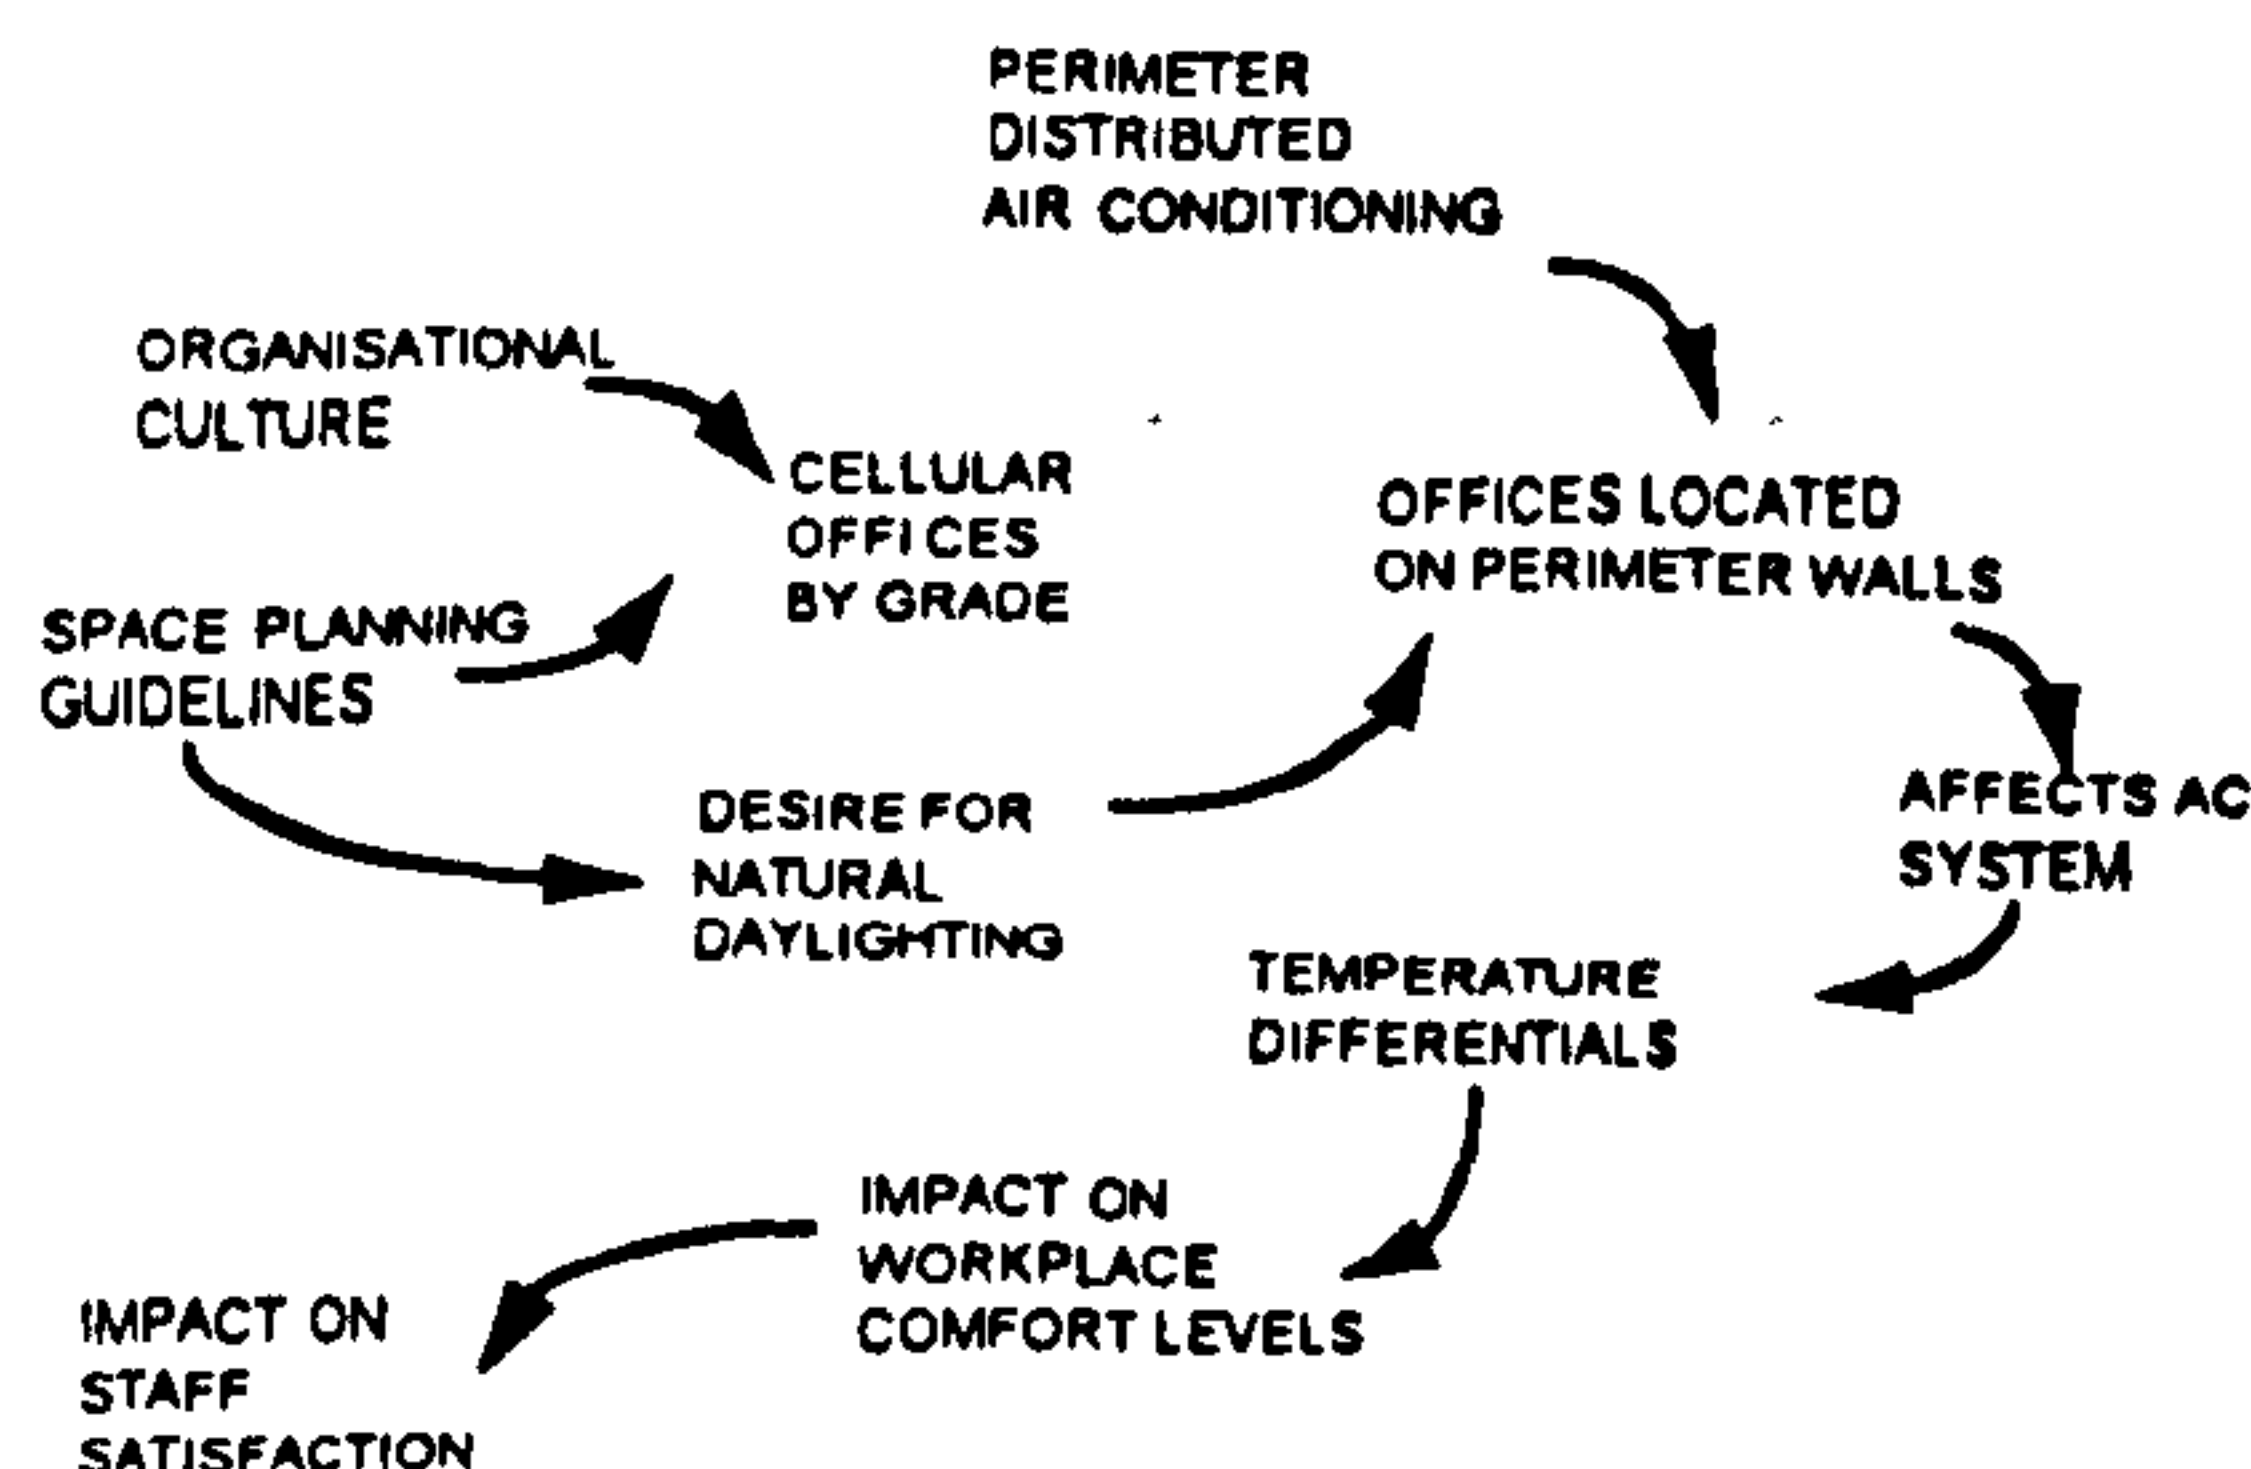 PERIMETER
DISTRIBUTED
AIR CONDITIONING
ORGANISATIONAL
CULTURE
CELLULAR
OFFICES
BY GRADE
OFFICES LOCATED
ON PERIMETER WALLS
SPACE PLANNING
GUIDELINES
DESIRE FOR
NATURAL
DAYLIGHTING
AFFECTS AC
SYSTEM
TEMPERATURE
DIFFERENTIALS
IMPACT ON
WORKPLACE
COMFORT LEVELS
IMPACT ON
STAFF
SATISFACTION